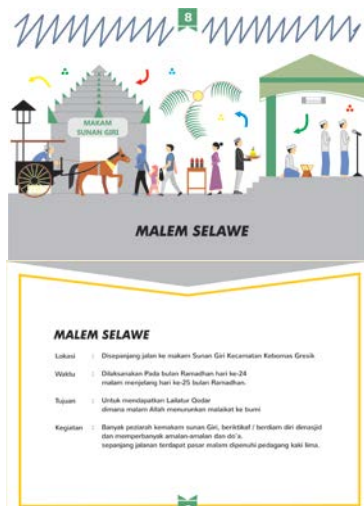 8
MAKAM
SUNAN GIRI
MALEM SELAWE
MALEM SELAWE
Lokasi : Disepanjang jalan ke makam Sunan Giri Kecamatan Kebomas Gresik
Waktu : Dilaksanakan Pada bulan Ramadhan hari ke-24
malam menjelang hari ke-25 bulan Ramadhan.
Tujuan : Untuk mendapatkan Lailatur Qodar
dimana malam Allah menurunkan malaikat ke bumi
Kegiatan : Banyak peziarah kemakam sunan Giri, beriktikaf / berdiam diri dimasjid
dan memperbanyak amalan-amalan dan do'a.
sepanjang jalanan terdapat pasar malam dipenuhi pedagang kaki lima.